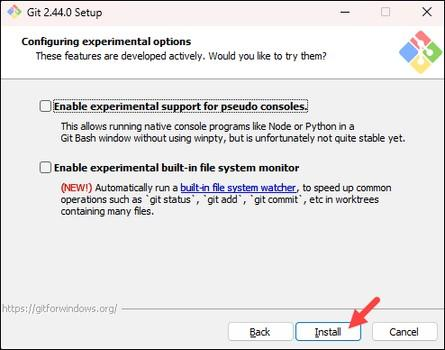 Git 2.44.0 Setup
Configuring experimental options
These features are developed actively. Would you like to try them?
Enable experimental support for pseudo consoles.
This allows running native console programs like Node or Python in a
Git Bash window without using winpty, but is unfortunately not quite stable yet.
Enable experimental built-in file system monitor
(NEW!) Automatically run a built-in file system watcher, to speed up common
operations such as `git status`, `git add`, `git commit`, etc in worktrees
containing many files.
https://gitforwindows.org/
Back Install Cancel